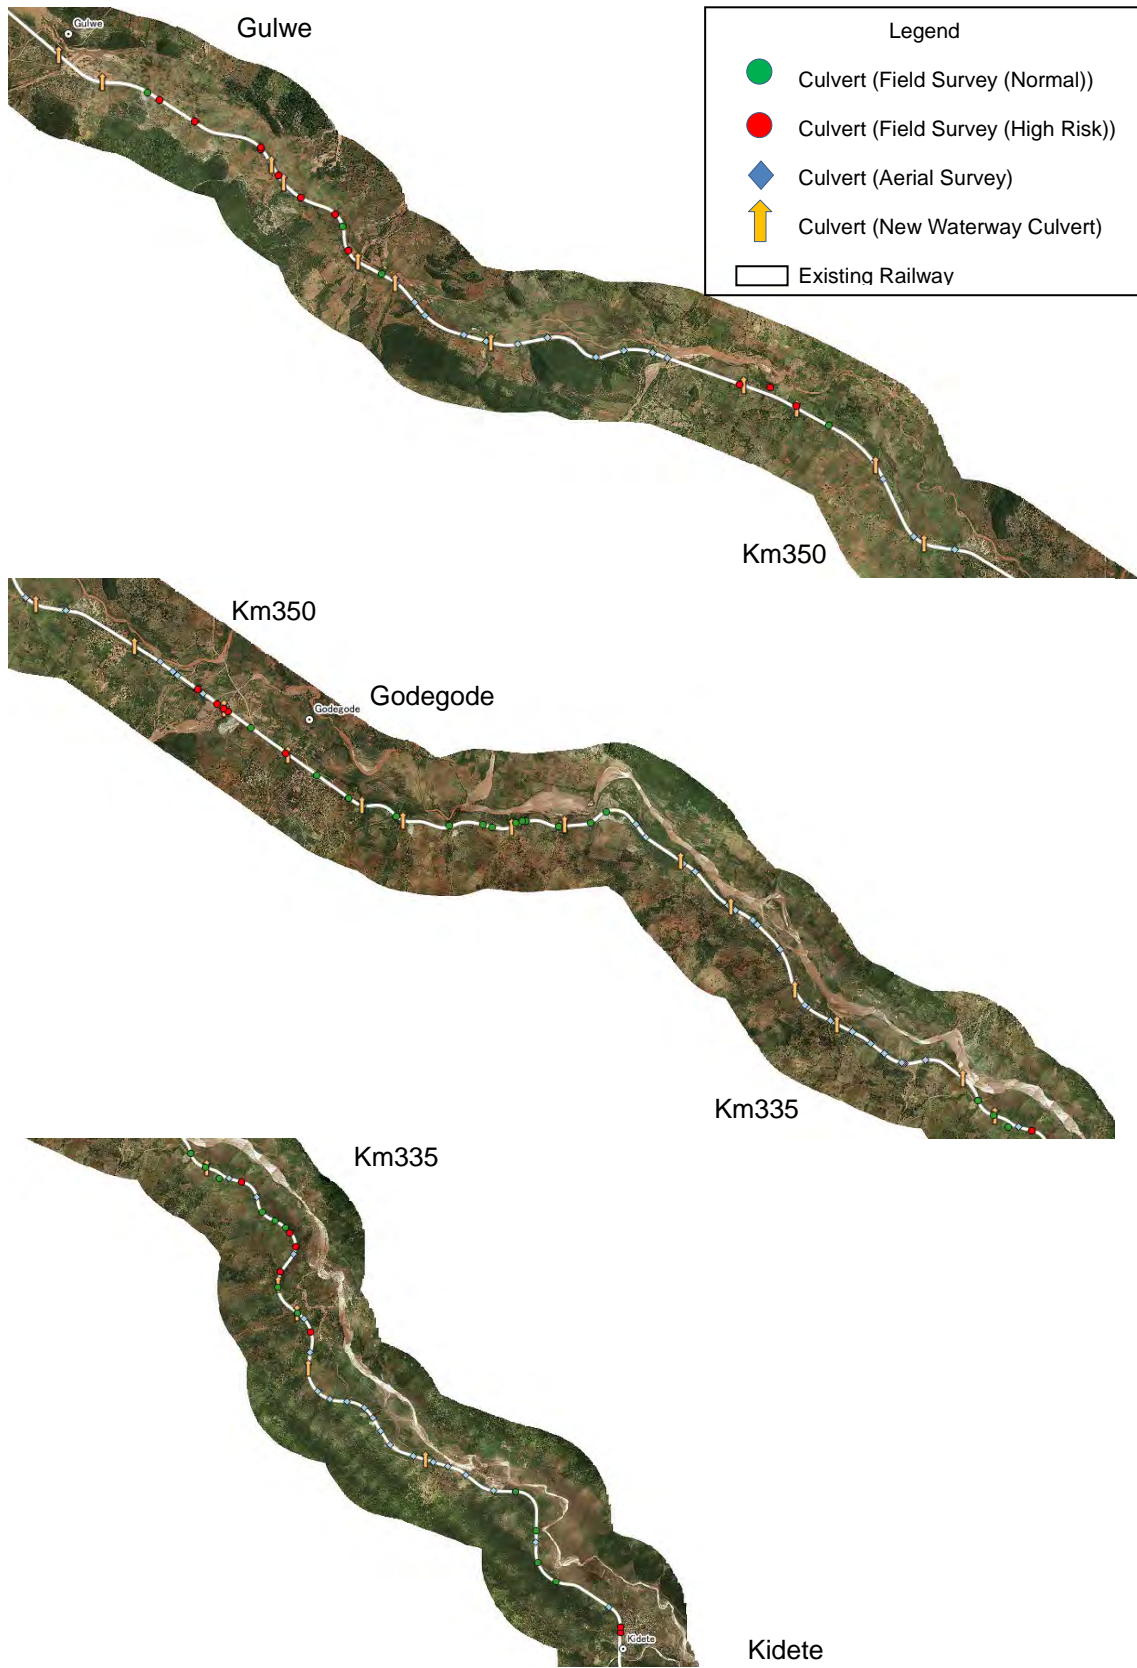 Gulwe
Gulwe
Legend
Culvert (Field Survey (Normal))
Culvert (Field Survey (High Risk))
Culvert (Aerial Survey)
Culvert (New Waterway Culvert)
Existing Railway
Km350
Km350
Godegode
Godegode
Km335
Km335
Kidete
Kidete